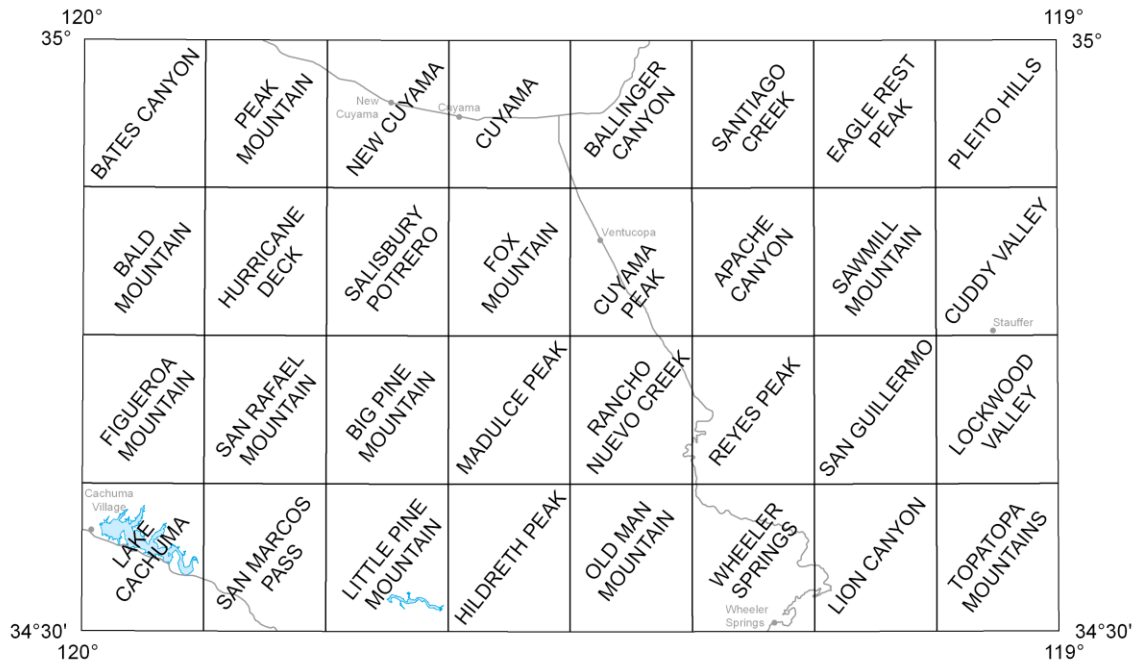 120°
119°
35°
35°
BATES CANYON
PEAK
MOUNTAIN
New
Cuyama
NEW CUYAMA
Cuyama
CUYAMA
BALLINGER
CANYON
SANTIAGO
CREEK
EAGLE REST
PEAK
PLEITO HILLS
BALD
MOUNTAIN
HURRICANE
DECK
SALISBURY
POTRERO
FOX
MOUNTAIN
Ventucopa
CUYAMA
PEAK
APACHE
CANYON
SAWMILL
MOUNTAIN
CUDDY VALLEY
Stauffer
FIGUEROA
MOUNTAIN
SAN RAFAEL
MOUNTAIN
BIG PINE
MOUNTAIN
MADULCE PEAK
RANCHO
NUEVO CREEK
REYES PEAK
SAN GUILLERMO
LOCKWOOD
VALLEY
Cachuma
Village
LAKE
CACHUMA
SAN MARCOS
PASS
LITTLE PINE
MOUNTAIN
HILDRETH PEAK
OLD MAN
MOUNTAIN
WHEELER
SPRINGS
Wheeler
Springs
LION CANYON
TOPATOPA
MOUNTAINS
34°30'
34°30'
120°
119°